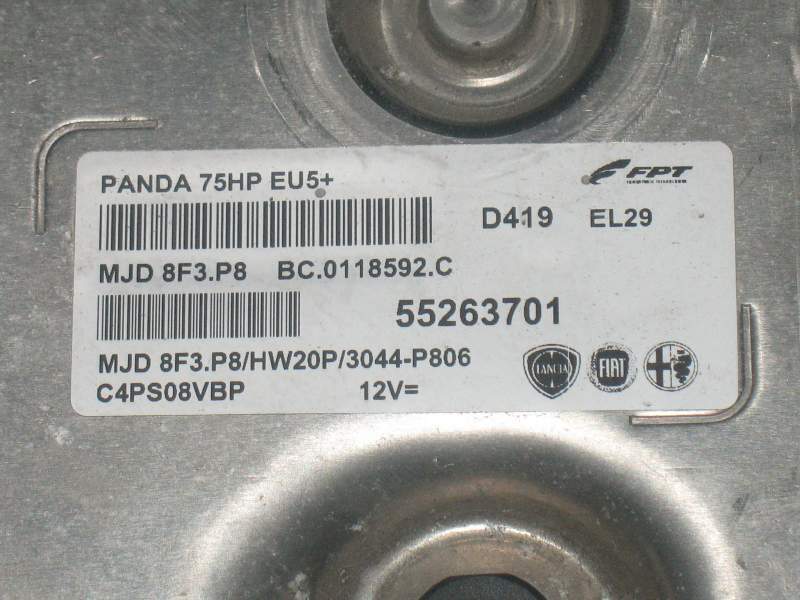 PANDA 75HP EU5+
FPT
D419 EL29
MJD 8F3.P8 BC.0118592.C
55263701
MJD 8F3.P8/HW20P/3044-P806
C4PS08VBP 12V=
LANCIA
FIAT